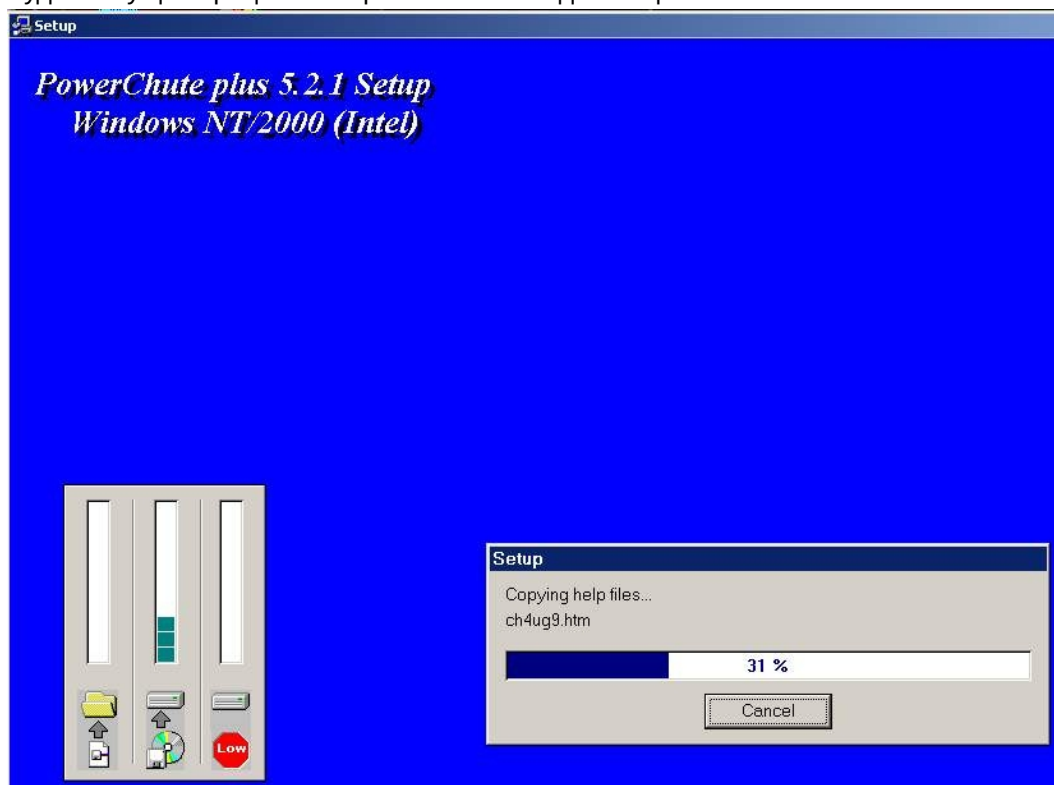 Setup
PowerChute plus 5.2.1 Setup
Windows NT/2000 (Intel)
Setup
Copying help files...
ch4ug9.htm
31 %
Cancel
Low